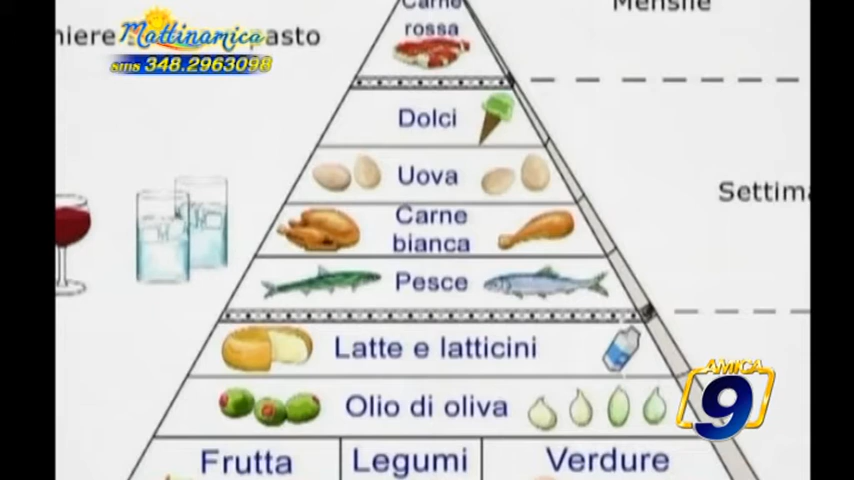 Carne
rossa
Mensile
Mattinamica
pasto
sms 348.2963098
Dolci
Uova
Carne
bianca
Pesce
Latte e latticini
Olio di oliva
AMICA
9
Frutta
Legumi
Verdure